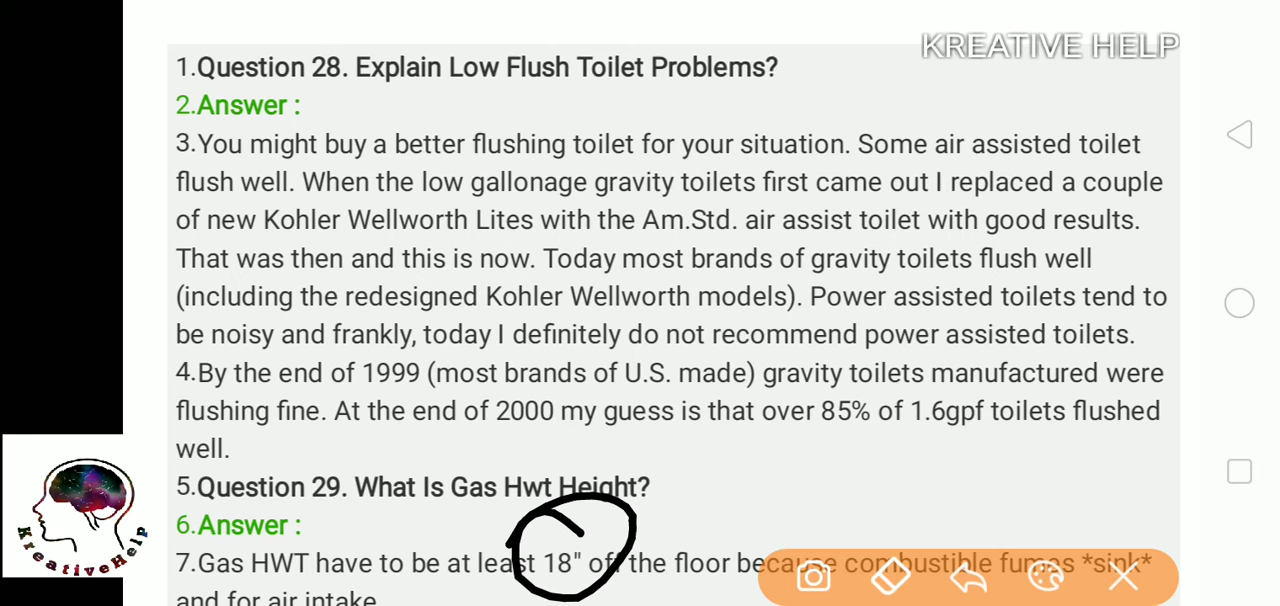 KREATIVE HELP
1.Question 28. Explain Low Flush Toilet Problems?
2.Answer :
3.You might buy a better flushing toilet for your situation. Some air assisted toilet
flush well. When the low gallonage gravity toilets first came out I replaced a couple
of new Kohler Wellworth Lites with the Am.Std. air assist toilet with good results.
That was then and this is now. Today most brands of gravity toilets flush well
(including the redesigned Kohler Wellworth models). Power assisted toilets tend to
be noisy and frankly, today I definitely do not recommend power assisted toilets.
4.By the end of 1999 (most brands of U.S. made) gravity toilets manufactured were
flushing fine. At the end of 2000 my guess is that over 85% of 1.6gpf toilets flushed
well.
5.Question 29. What Is Gas Hwt Height?
6.Answer :
7.Gas HWT have to be at least 18" off the floor because combustible fumes *sink*
and for air intake
KreativeHelp